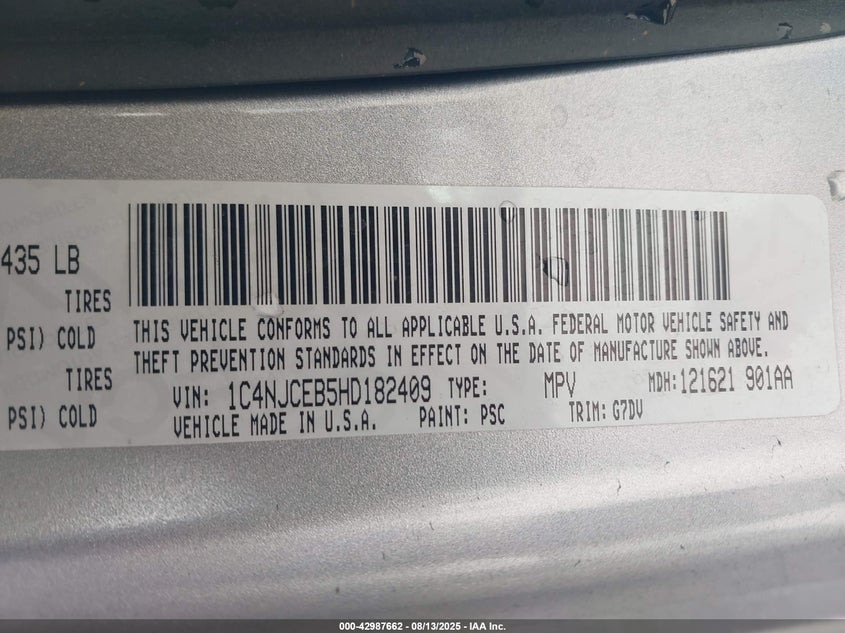 435 LB
TIRES
PSI) COLD
TIRES
PSI) COLD
THIS VEHICLE CONFORMS TO ALL APPLICABLE U.S.A. FEDERAL MOTOR VEHICLE SAFETY AND
THEFT PREVENTION STANDARDS IN EFFECT ON THE DATE OF MANUFACTURE SHOWN ABOVE.
VIN: 1C4NJCEB5HD182409 TYPE: MPV MDH:121621 901AA
VEHICLE MADE IN U.S.A. PAINT: PSC TRIM: G7DV
000-42987662 - 08/13/2025 - IAA Inc.